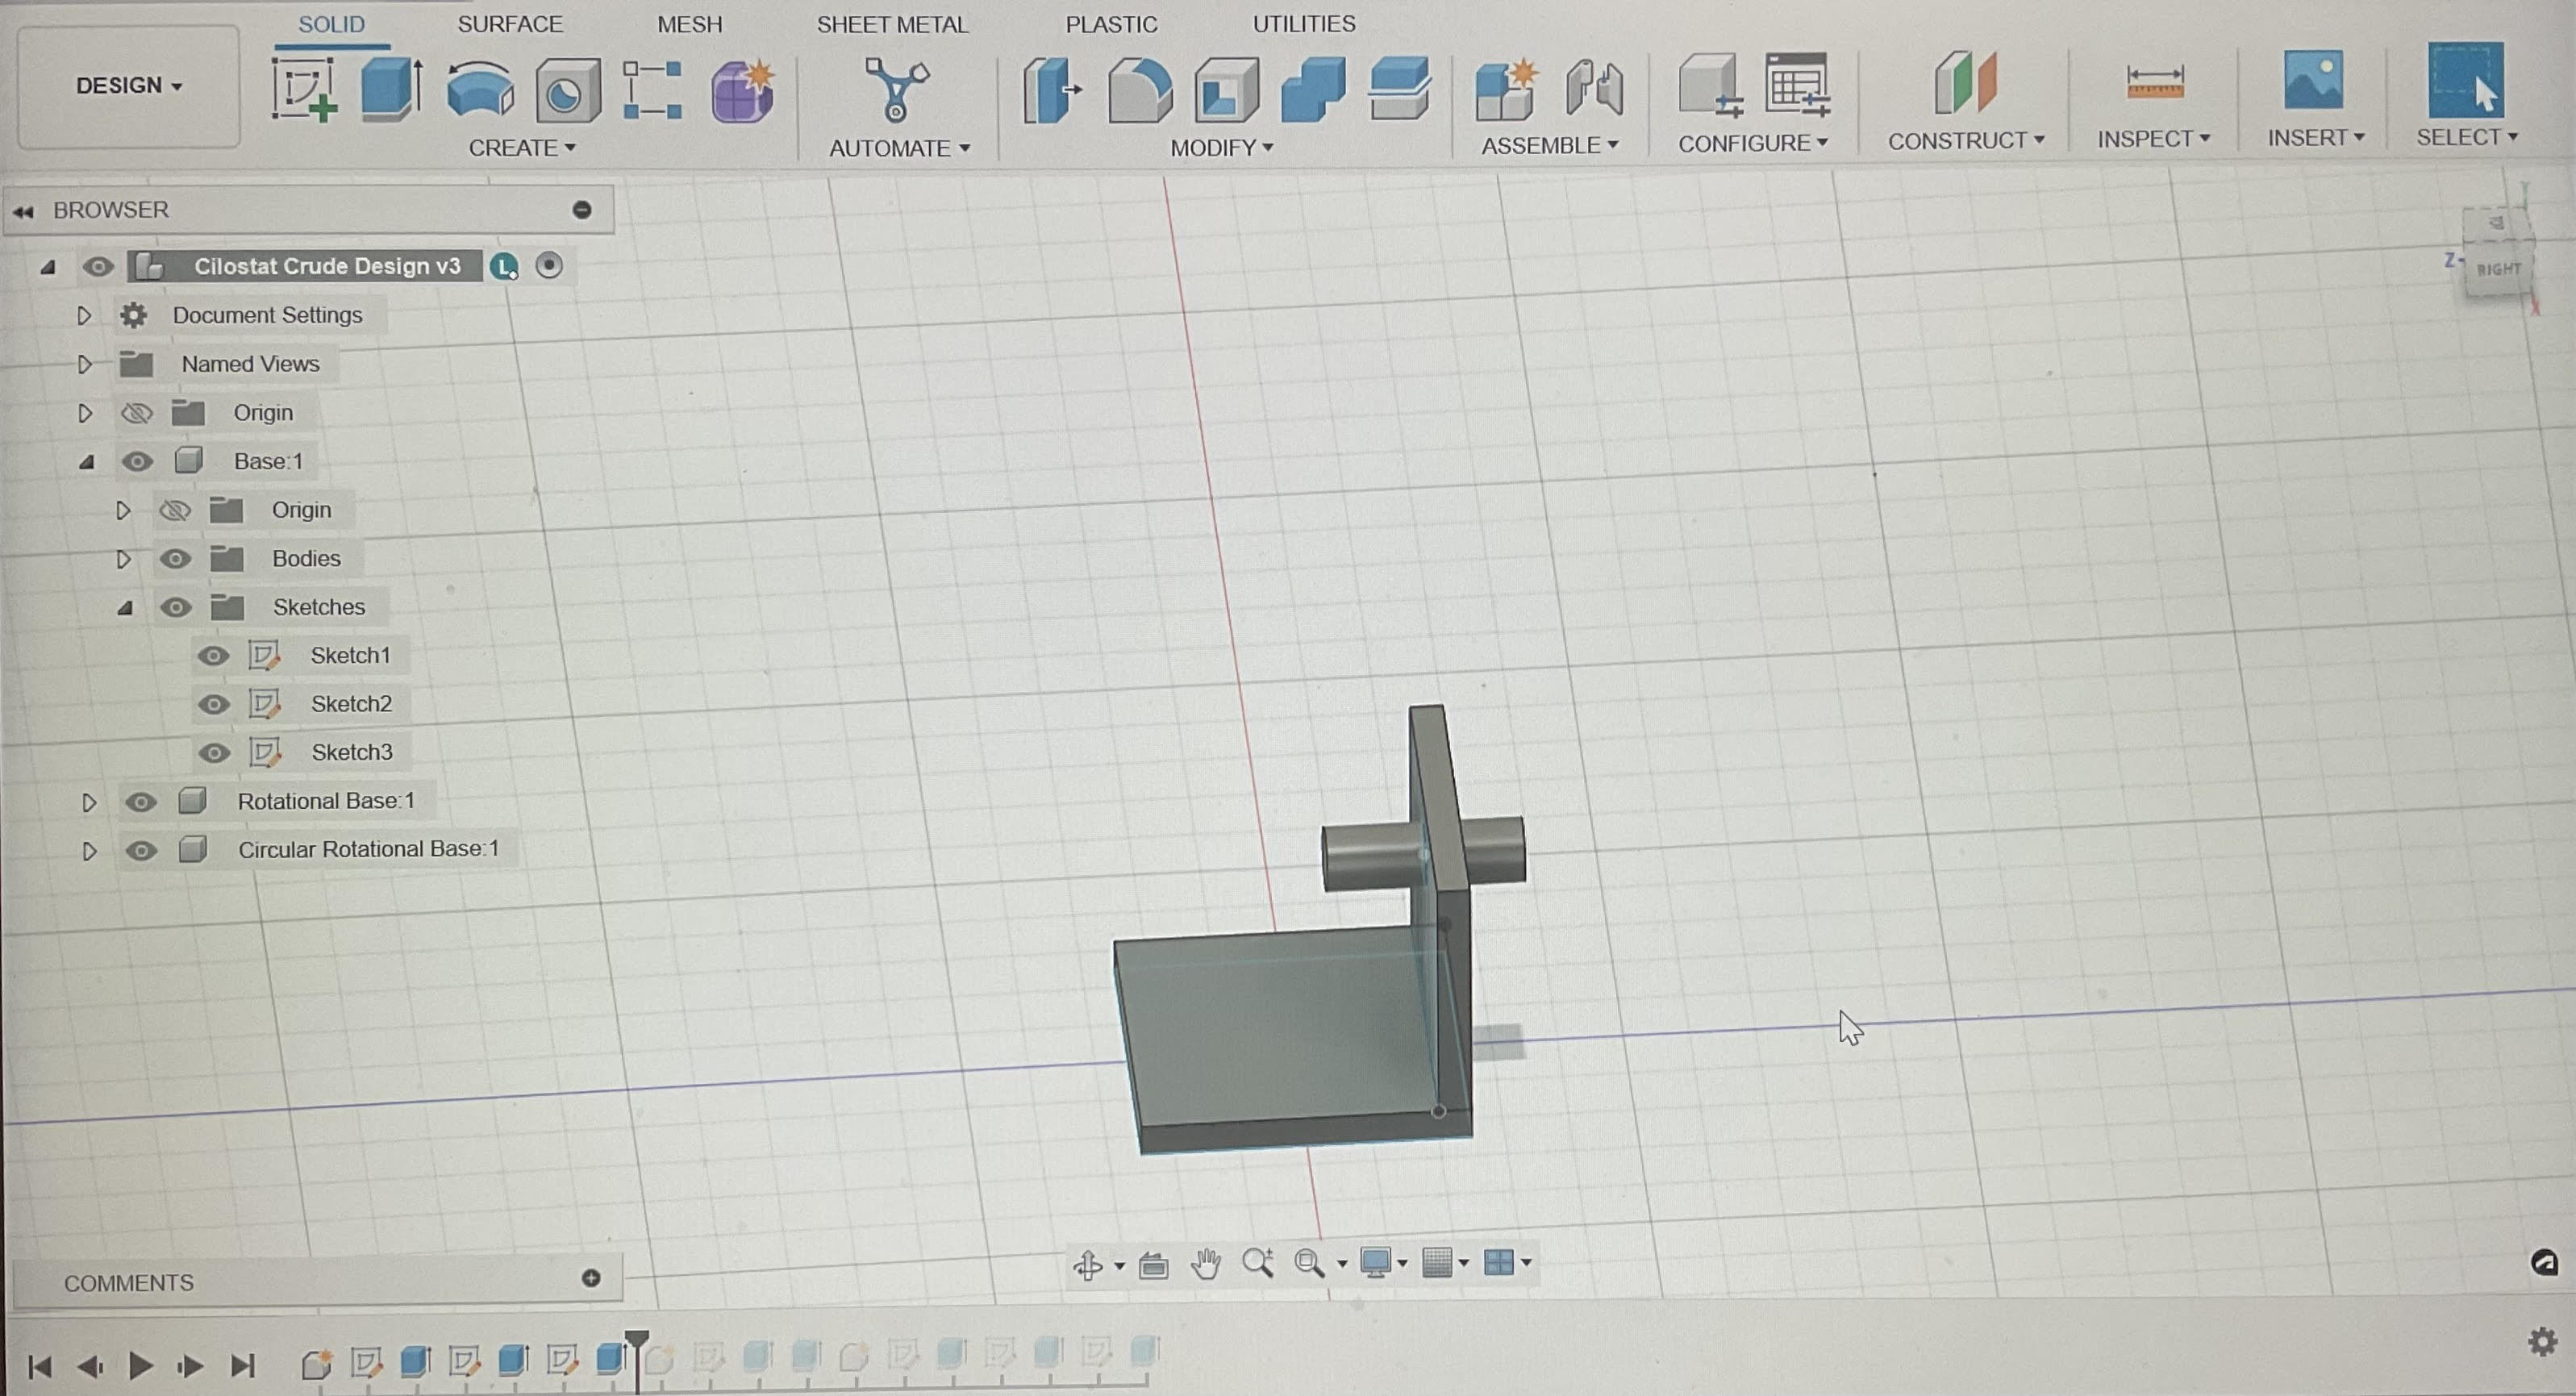 SOLID SURFACE MESH SHEET METAL PLASTIC UTILITIES
DESIGN
CREATE AUTOMATE MODIFY ASSEMBLE CONFIGURE CONSTRUCT INSPECT INSERT SELECT
BROWSER
Cilostat Crude Design v3 L
Document Settings
Named Views
Origin
Base:1
Origin
Bodies
Sketches
Sketch1
Sketch2
Sketch3
Rotational Base:1
Circular Rotational Base:1
Y
Z
RIGHT
X
COMMENTS